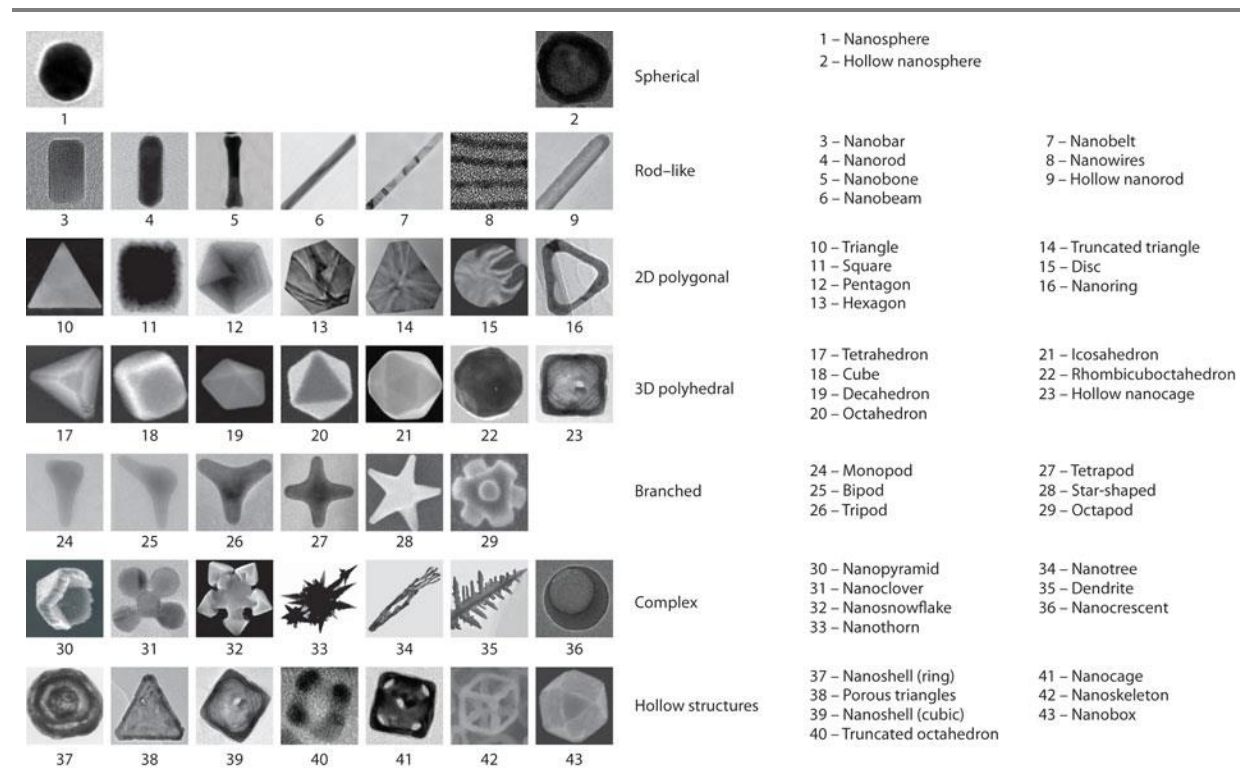 1 – Nanosphere
2 – Hollow nanosphere
Spherical
1 2
3 – Nanobar 7 – Nanobelt
4 – Nanorod 8 – Nanowires
Rod–like
5 – Nanobone 9 – Hollow nanorod
6 – Nanobeam
3 4 5 6 7 8 9
10 – Triangle 14 – Truncated triangle
11 – Square 15 – Disc
2D polygonal
12 – Pentagon 16 – Nanoring
13 – Hexagon
10 11 12 13 14 15 16
17 – Tetrahedron 21 – Icosahedron
18 – Cube 22 – Rhombicuboctahedron
3D polyhedral
19 – Decahedron 23 – Hollow nanocage
20 – Octahedron
17 18 19 20 21 22 23
24 – Monopod 27 – Tetrapod
25 – Bipod 28 – Star-shaped
Branched
26 – Tripod 29 – Octapod
24 25 26 27 28 29
30 – Nanopyramid 34 – Nanotree
31 – Nanoclover 35 – Dendrite
Complex
32 – Nanosnowflake 36 – Nanocrescent
33 – Nanothorn
30 31 32 33 34 35 36
37 – Nanoshell (ring) 41 – Nanocage
38 – Porous triangles 42 – Nanoskeleton
Hollow structures
39 – Nanoshell (cubic) 43 – Nanobox
40 – Truncated octahedron
37 38 39 40 41 42 43